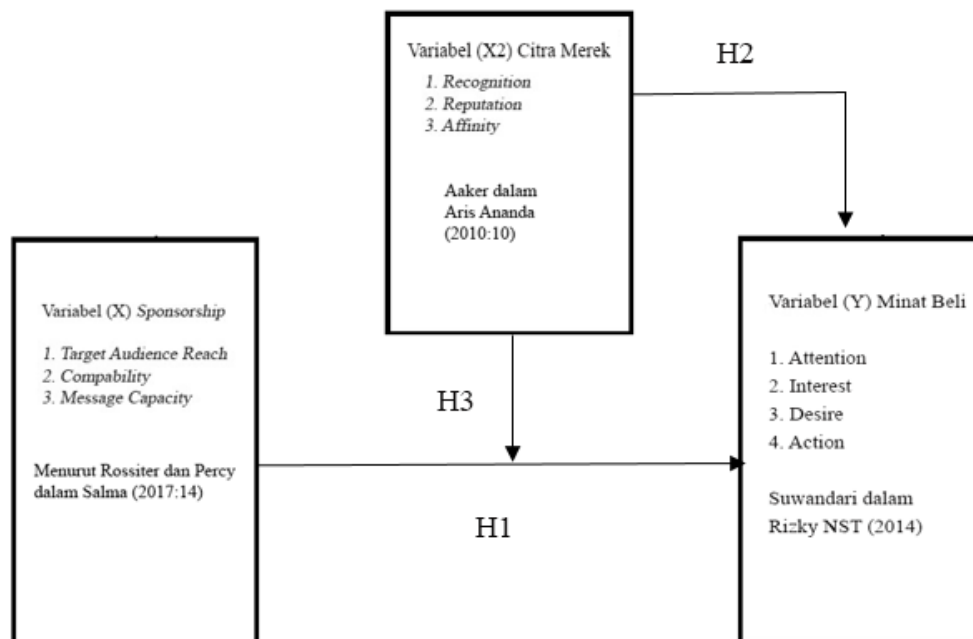 Variabel (X2) Citra Merek
1. Recognition
2. Reputation
3. Affinity
Aaker dalam
Aris Ananda
(2010:10)
H2
Variabel (X) Sponsorship
1. Target Audience Reach
2. Compability
3. Message Capacity
Menurut Rossiter dan Percy
dalam Salma (2017:14)
H3
H1
Variabel (Y) Minat Beli
1. Attention
2. Interest
3. Desire
4. Action
Suwandari dalam
Rizky NST (2014)